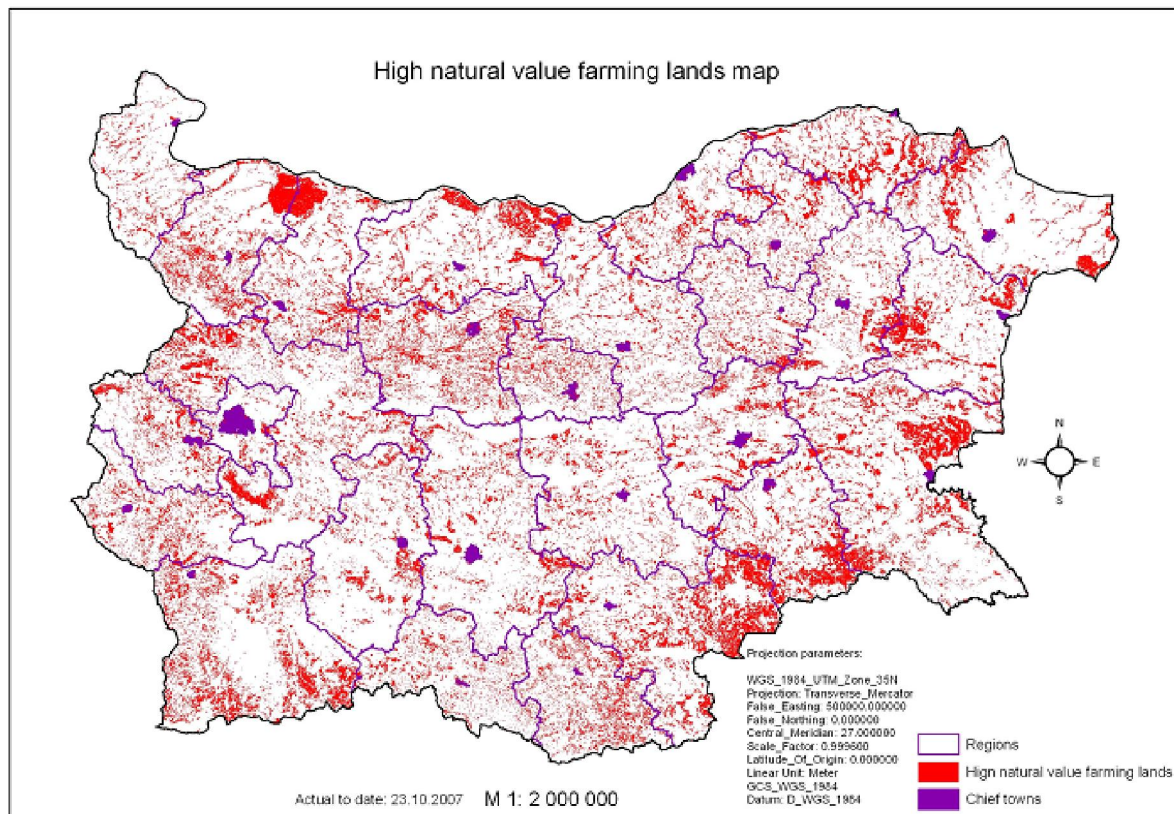 High natural value farming lands map
N
W E
S
Projection parameters:
WGS_1984_UTM_Zone_35N
Projection: Transverse_Mercator
False_Easting: 500000,000000
False_Northing: 0,000000
Central_Meridian: 27,000000
Scale_Factor: 0,999600
Latitude_Of_Origin: 0,000000
Linear Unit: Meter
GCS_WGS_1984
Datum: D_WGS_1984
Regions
Hign natural value farming lands
Chief towns
Actual to date: 23.10.2007 M 1: 2 000 000